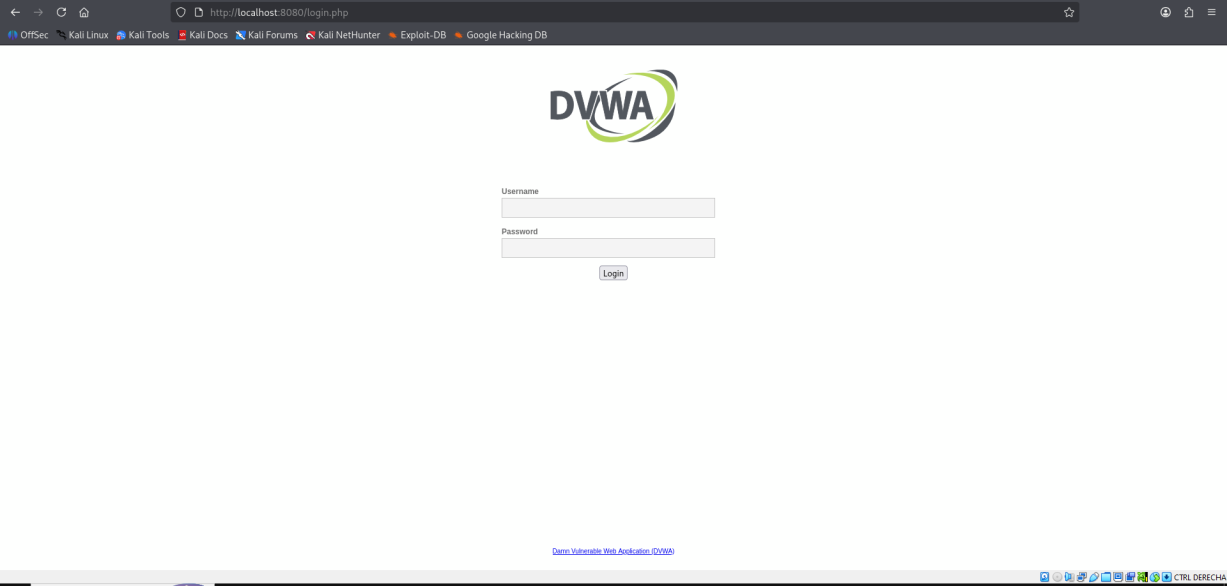 http://localhost:8080/login.php
OffSec Kali Linux Kali Tools Kali Docs Kali Forums Kali NetHunter Exploit-DB Google Hacking DB
DVWA
Username
Password
Login
Damn Vulnerable Web Application (DVWA)
CTRL DERECHA